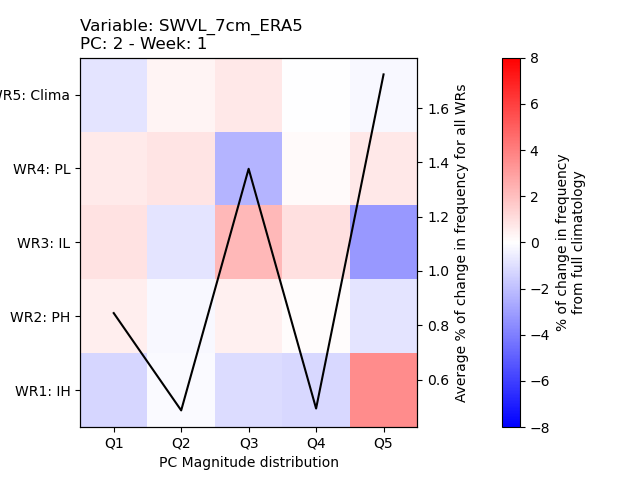 Variable: SWVL_7cm_ERA5
PC: 2 - Week: 1
WR5: Clima
WR4: PL
WR3: IL
WR2: PH
WR1: IH
Q1 Q2 Q3 Q4 Q5
PC Magnitude distribution
1.6
1.4
1.2
1.0
0.8
0.6
Average % of change in frequency for all WRs
8
6
4
2
0
−2
−4
−6
−8
% of change in frequency
from full climatology